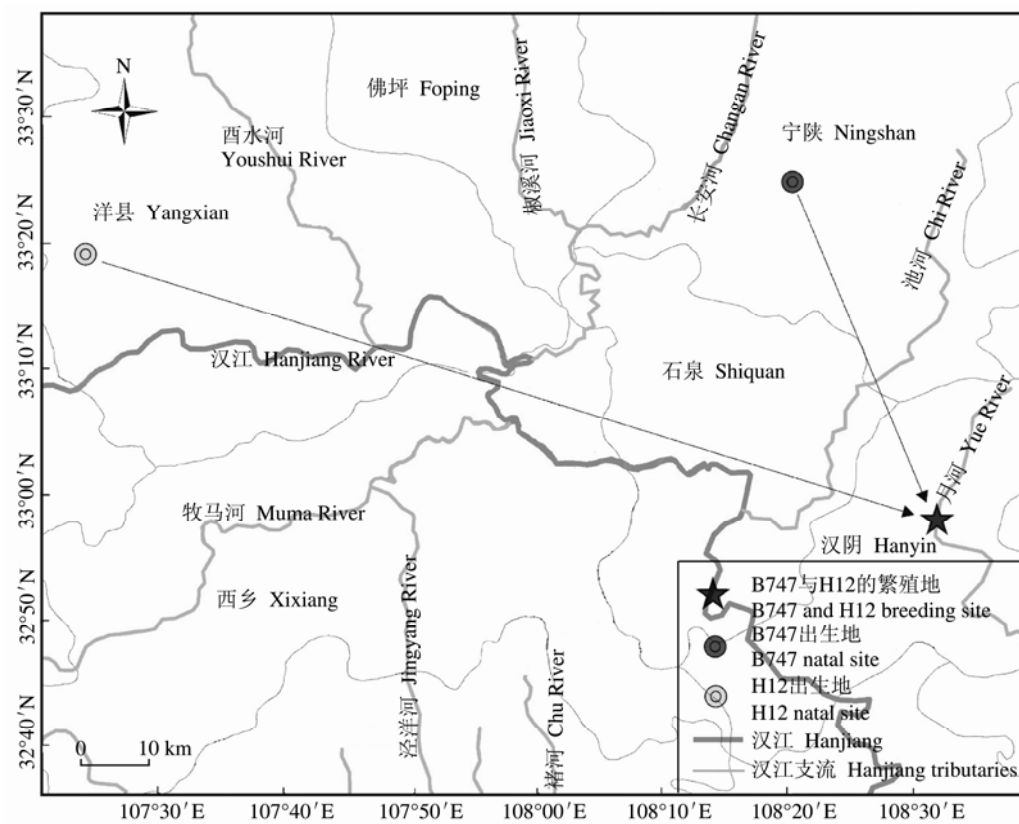 N
佛坪 Foping
酉水河
Youshui River
椒溪河 Jiaoxi River
长安河 Changan River
宁陕 Ningshan
池河 Chi River
洋县 Yangxian
汉江 Hanjiang River
石泉 Shiquan
月河 Yue River
牧马河 Muma River
汉阴 Hanyin
西乡 Xixiang
泾洋河 Jingyang River
褚河 Chu River
B747与H12的繁殖地
B747 and H12 breeding site
B747出生地
B747 natal site
H12出生地
H12 natal site
汉江 Hanjiang
汉江支流 Hanjiang tributaries
0 10 km
33°30′N
33°20′N
33°10′N
33°00′N
32°50′N
32°40′N
107°30′E
107°40′E
107°50′E
108°00′E
108°10′E
108°20′E
108°30′E